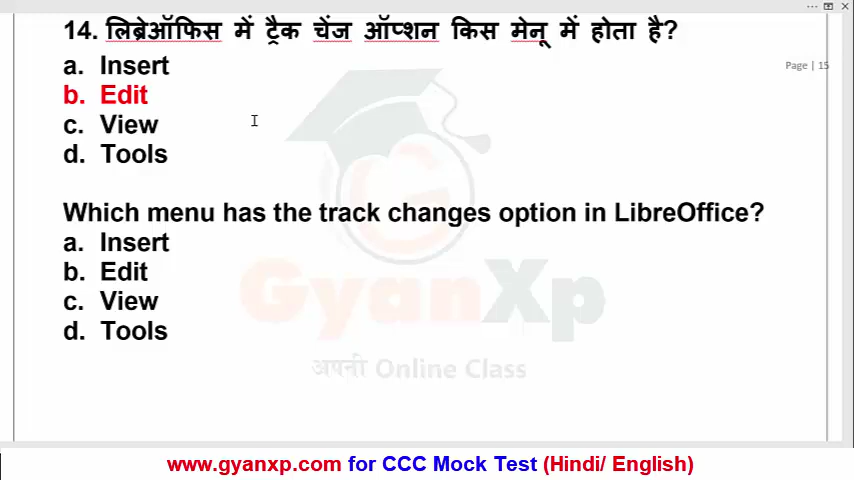 14. लिब्रेऑफिस में ट्रैक चेंज ऑप्शन किस मेनू में होता है?
a. Insert
Page | 15
b. Edit
c. View
d. Tools
Which menu has the track changes option in LibreOffice?
a. Insert
b. Edit
c. View
d. Tools
GyanXp
अपनी Online Class
www.gyanxp.com for CCC Mock Test (Hindi/ English)